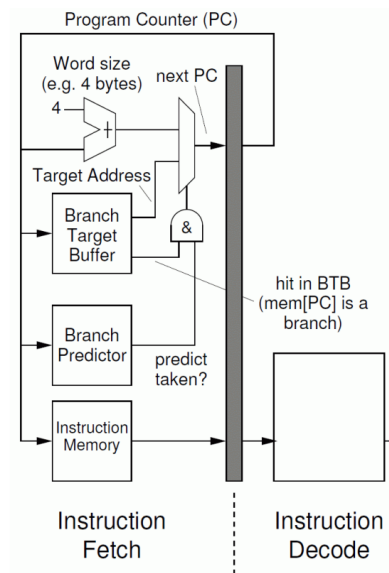 Program Counter (PC)
Word size
(e.g. 4 bytes)
next PC
4
+
Target Address
Branch
Target
Buffer
&
hit in BTB
(mem[PC] is a
branch)
Branch
Predictor
predict
taken?
Instruction
Memory
Instruction
Fetch
Instruction
Decode